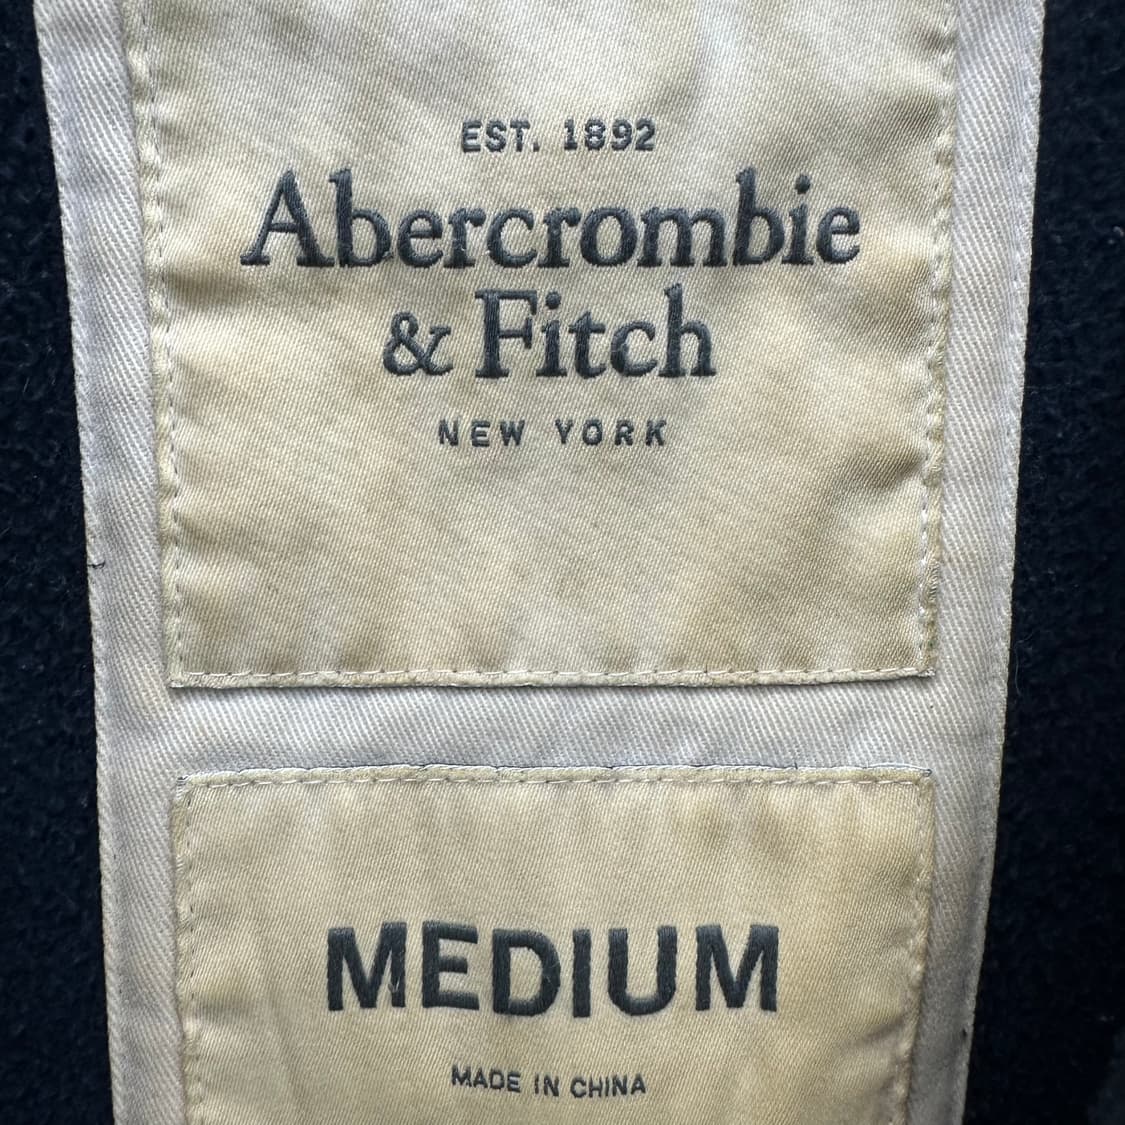 EST. 1892
Abercrombie
& Fitch
NEW YORK
MEDIUM
MADE IN CHINA